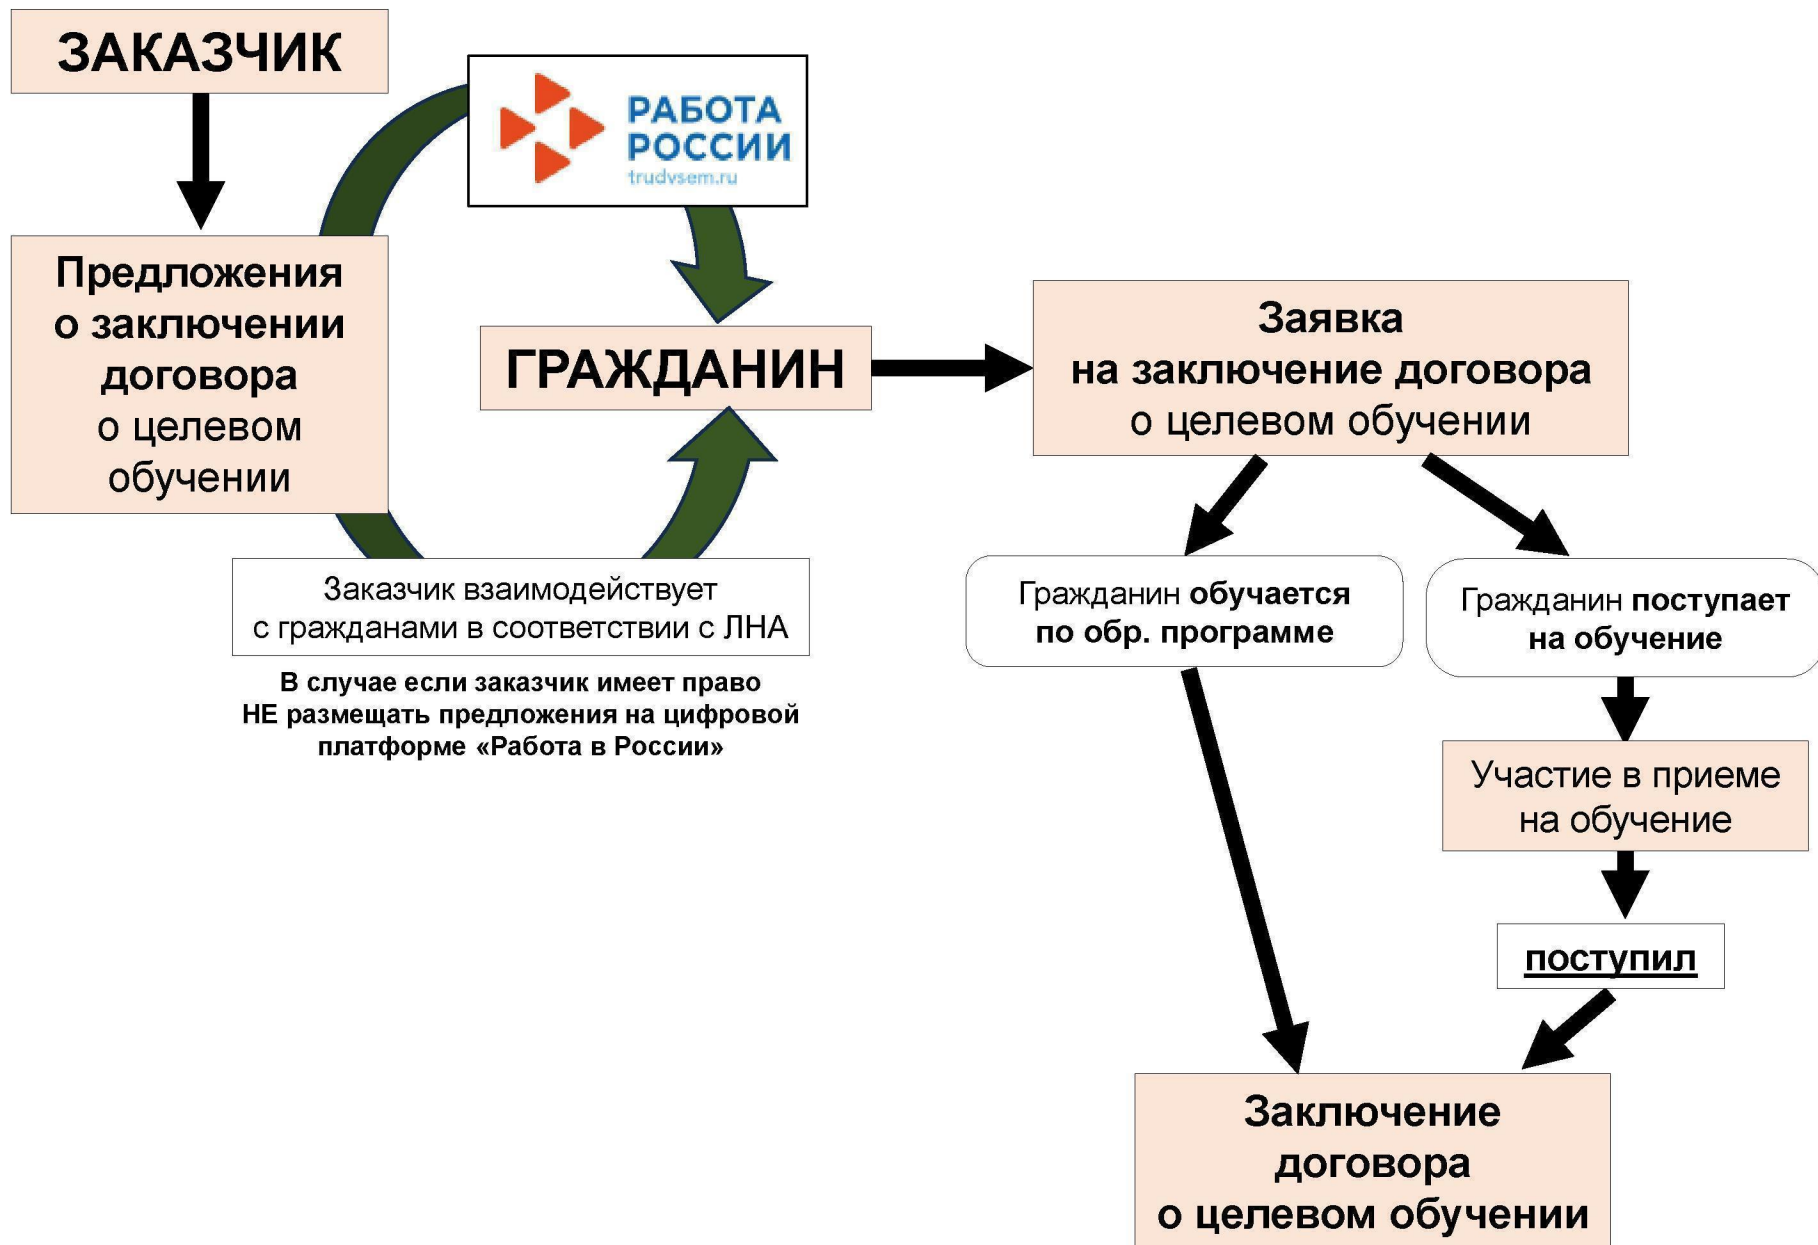 ЗАКАЗЧИК
РАБОТА
РОССИИ
trudvsem.ru
Предложения
о заключении
договора
о целевом
обучении
ГРАЖДАНИН
Заявка
на заключение договора
о целевом обучении
Заказчик взаимодействует
с гражданами в соответствии с ЛНА
В случае если заказчик имеет право
НЕ размещать предложения на цифровой
платформе «Работа в России»
Гражданин обучается
по обр. программе
Гражданин поступает
на обучение
Участие в приеме
на обучение
поступил
Заключение
договора
о целевом обучении